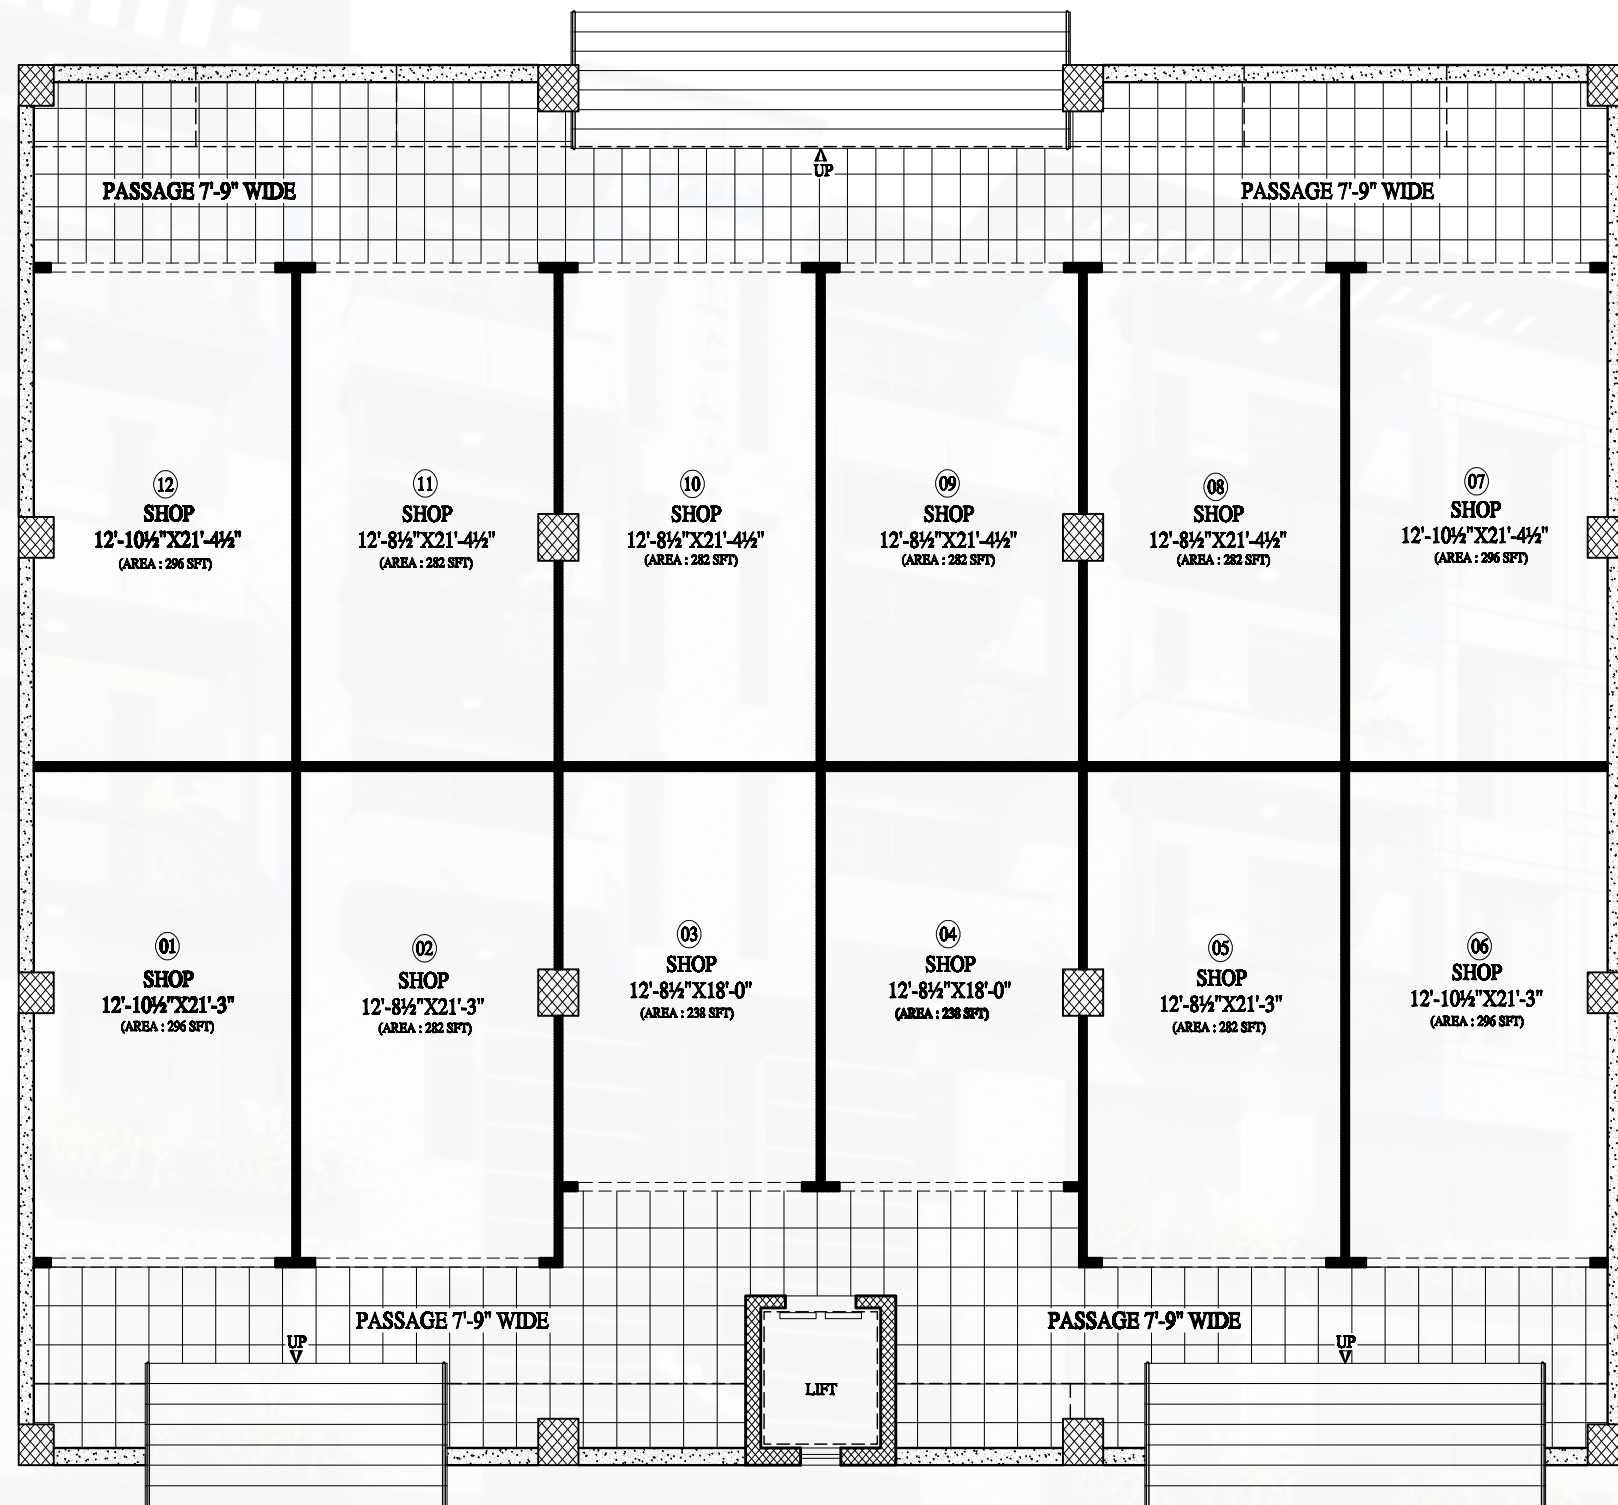 UP
PASSAGE 7'-9" WIDE
PASSAGE 7'-9" WIDE
12
SHOP
12'-10½"X21'-4½"
(AREA : 296 SFT)
11
SHOP
12'-8½"X21'-4½"
(AREA : 282 SFT)
10
SHOP
12'-8½"X21'-4½"
(AREA : 282 SFT)
09
SHOP
12'-8½"X21'-4½"
(AREA : 282 SFT)
08
SHOP
12'-8½"X21'-4½"
(AREA : 282 SFT)
07
SHOP
12'-10½"X21'-4½"
(AREA : 296 SFT)
01
SHOP
12'-10½"X21'-3"
(AREA : 296 SFT)
02
SHOP
12'-8½"X21'-3"
(AREA : 282 SFT)
03
SHOP
12'-8½"X18'-0"
(AREA : 238 SFT)
04
SHOP
12'-8½"X18'-0"
(AREA : 238 SFT)
05
SHOP
12'-8½"X21'-3"
(AREA : 282 SFT)
06
SHOP
12'-10½"X21'-3"
(AREA : 296 SFT)
PASSAGE 7'-9" WIDE
PASSAGE 7'-9" WIDE
UP
UP
LIFT